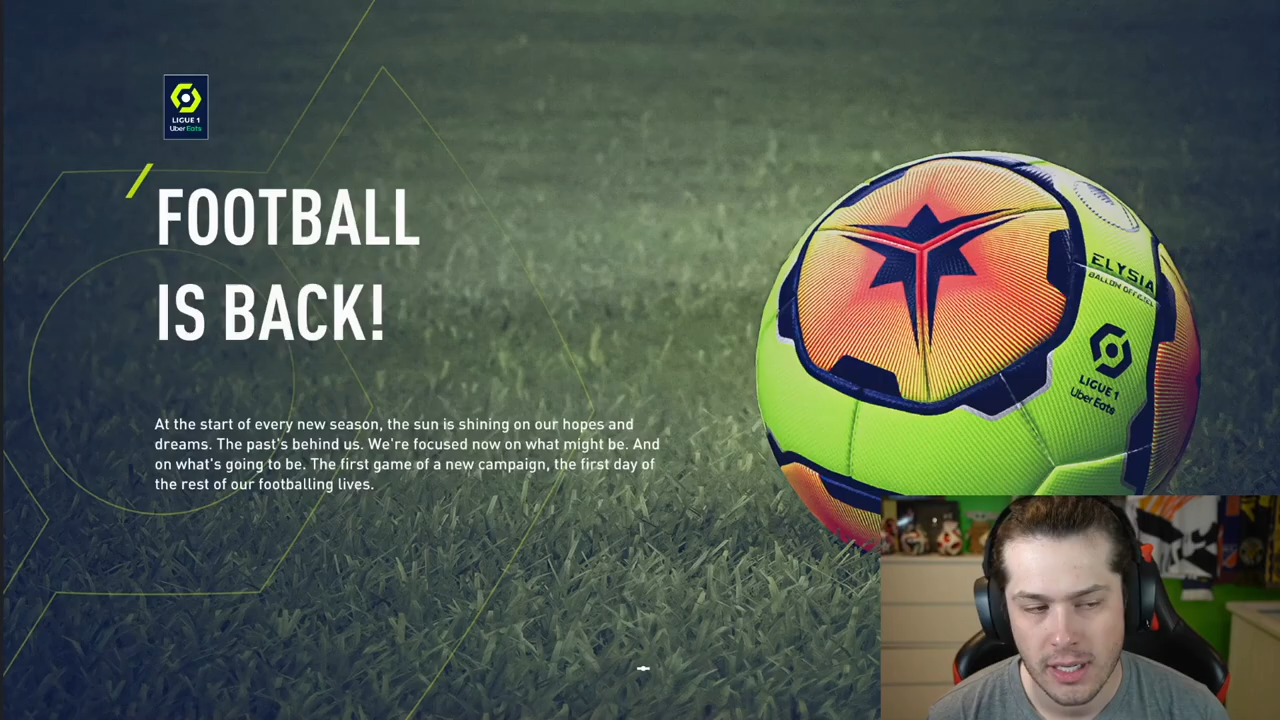 LIGUE 1
Uber Eats
FOOTBALL
IS BACK!
At the start of every new season, the sun is shining on our hopes and
dreams. The past's behind us. We're focused now on what might be. And
on what's going to be. The first game of a new campaign, the first day of
the rest of our footballing lives.
ELYSIA
BALLON OFFICIEL
LIGUE 1
Uber Eats